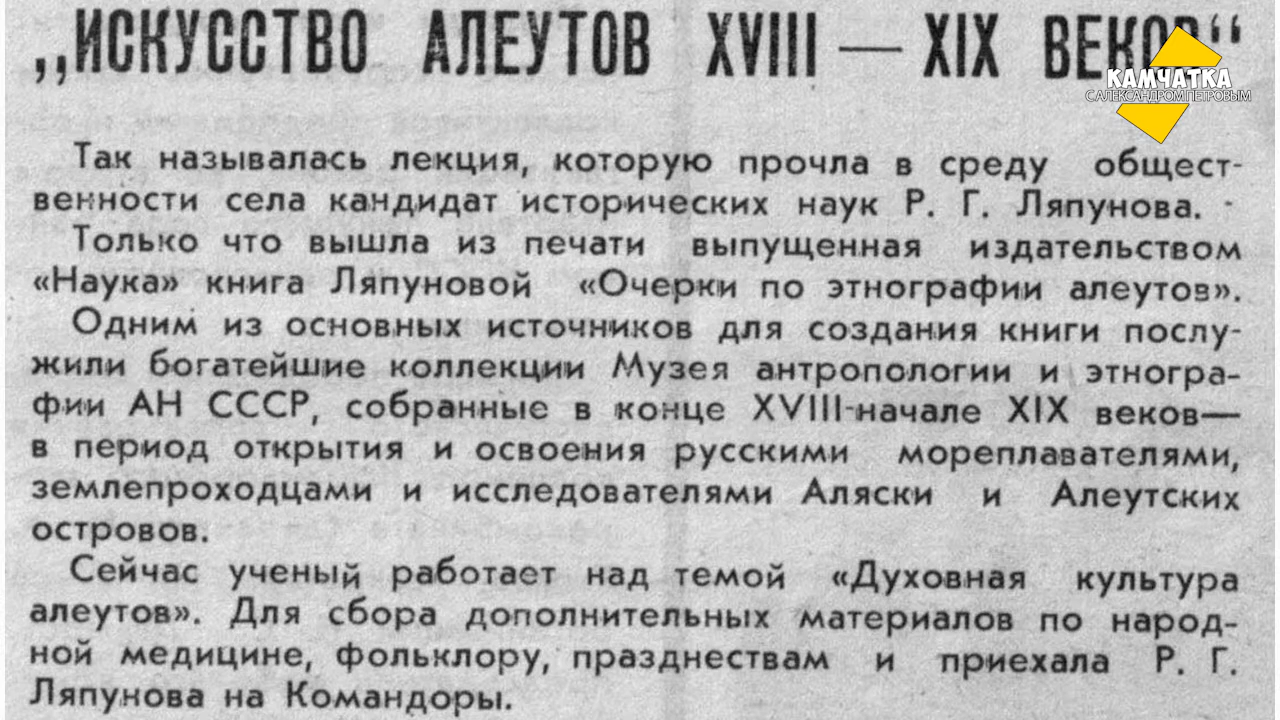 „ИСКУССТВО АЛЕУТОВ XVIII — XIX ВЕКОВ“
КАМЧАТКА
С АЛЕКСАНДРОМ ПЕТРОВЫМ
Так называлась лекция, которую прочла в среду общест-
венности села кандидат исторических наук Р. Г. Ляпунова.
Только что вышла из печати выпущенная издательством
«Наука» книга Ляпуновой «Очерки по этнографии алеутов».
Одним из основных источников для создания книги послу-
жили богатейшие коллекции Музея антропологии и этногра-
фии АН СССР, собранные в конце XVIII-начале XIX веков—
в период открытия и освоения русскими мореплавателями,
землепроходцами и исследователями Аляски и Алеутских
островов.
Сейчас ученый работает над темой «Духовная культура
алеутов». Для сбора дополнительных материалов по народ-
ной медицине, фольклору, празднествам и приехала Р. Г.
Ляпунова на Командоры.